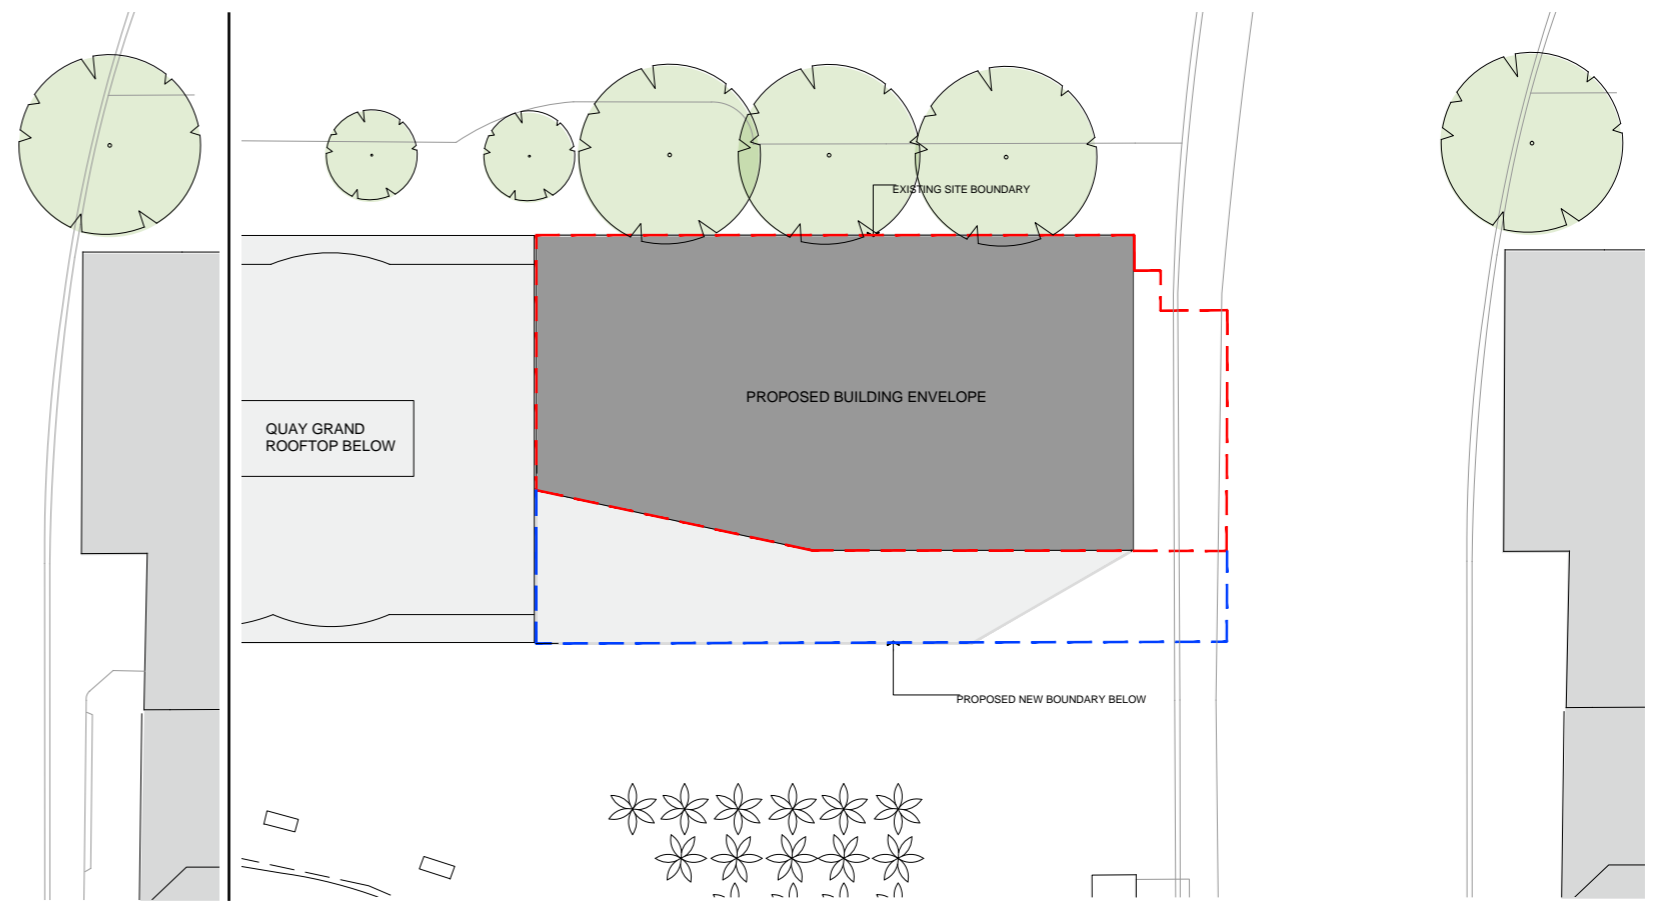 EXISTING SITE BOUNDARY
PROPOSED BUILDING ENVELOPE
QUAY GRAND
ROOFTOP BELOW
PROPOSED NEW BOUNDARY BELOW